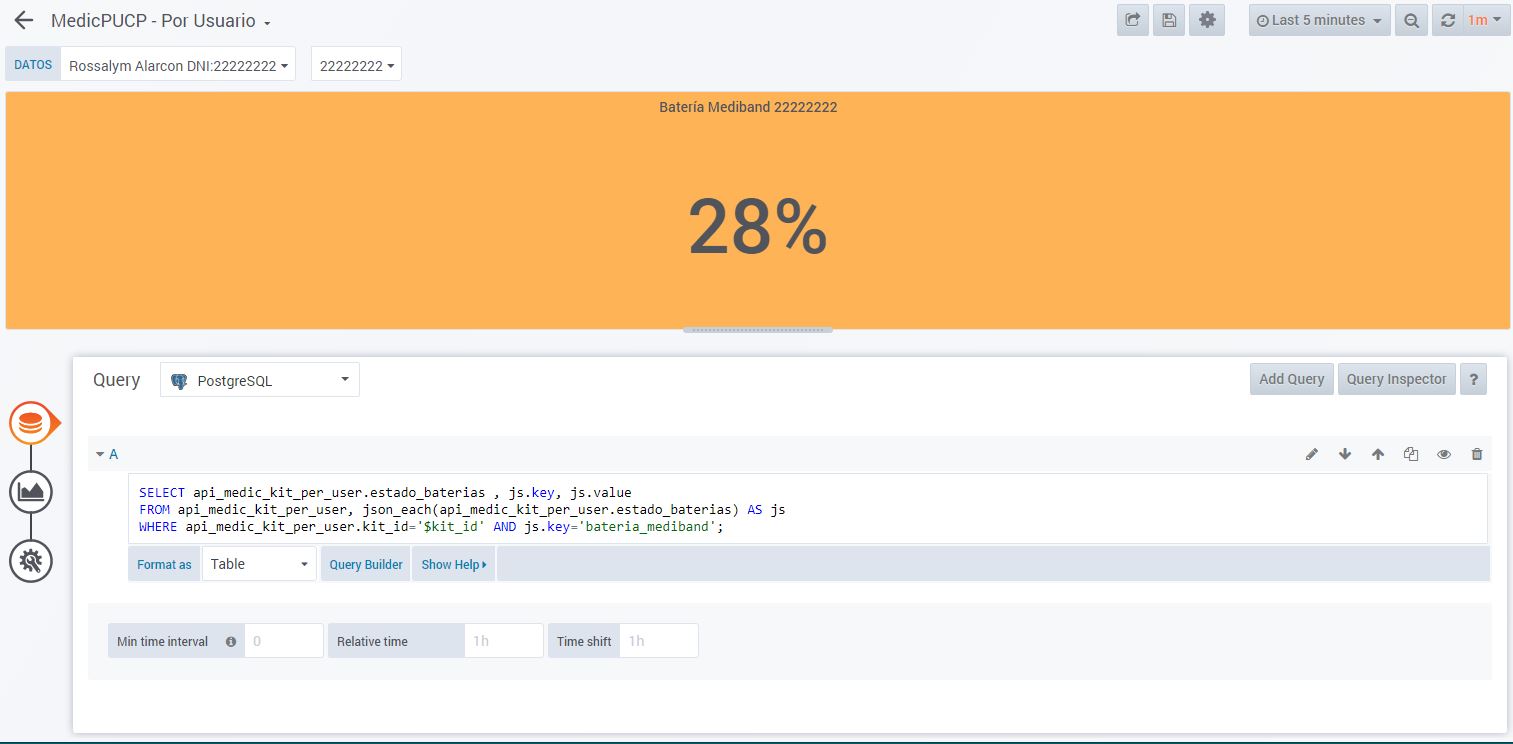 MedicPUCP - Por Usuario
Last 5 minutes
1m
DATOS Rossalym Alarcon DNI:22222222 22222222
Batería Mediband 22222222
28%
Query PostgreSQL Add Query Query Inspector ?
A
SELECT api_medic_kit_per_user.estado_baterias , js.key, js.value
FROM api_medic_kit_per_user, json_each(api_medic_kit_per_user.estado_baterias) AS js
WHERE api_medic_kit_per_user.kit_id='$kit_id' AND js.key='bateria_mediband';
Format as Table Query Builder Show Help
Min time interval 0 Relative time 1h Time shift 1h